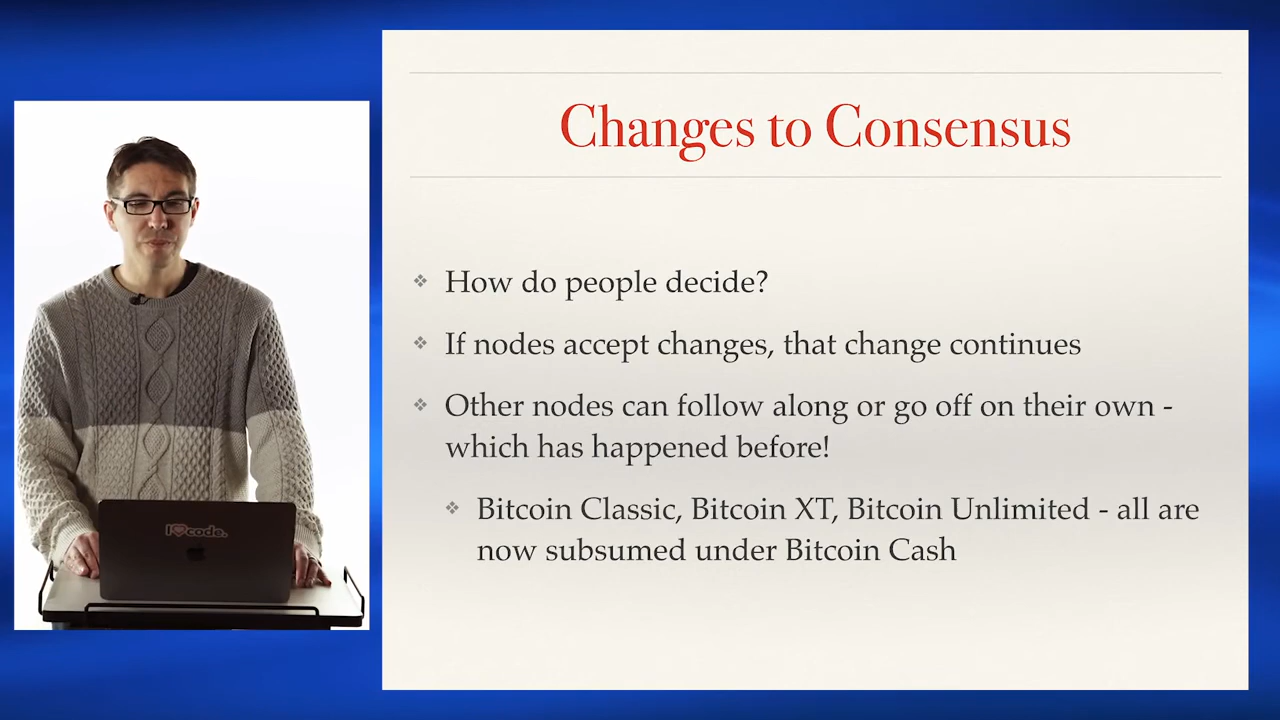 Changes to Consensus
How do people decide?
If nodes accept changes, that change continues
Other nodes can follow along or go off on their own -
which has happened before!
Bitcoin Classic, Bitcoin XT, Bitcoin Unlimited - all are
now subsumed under Bitcoin Cash
I❤code.